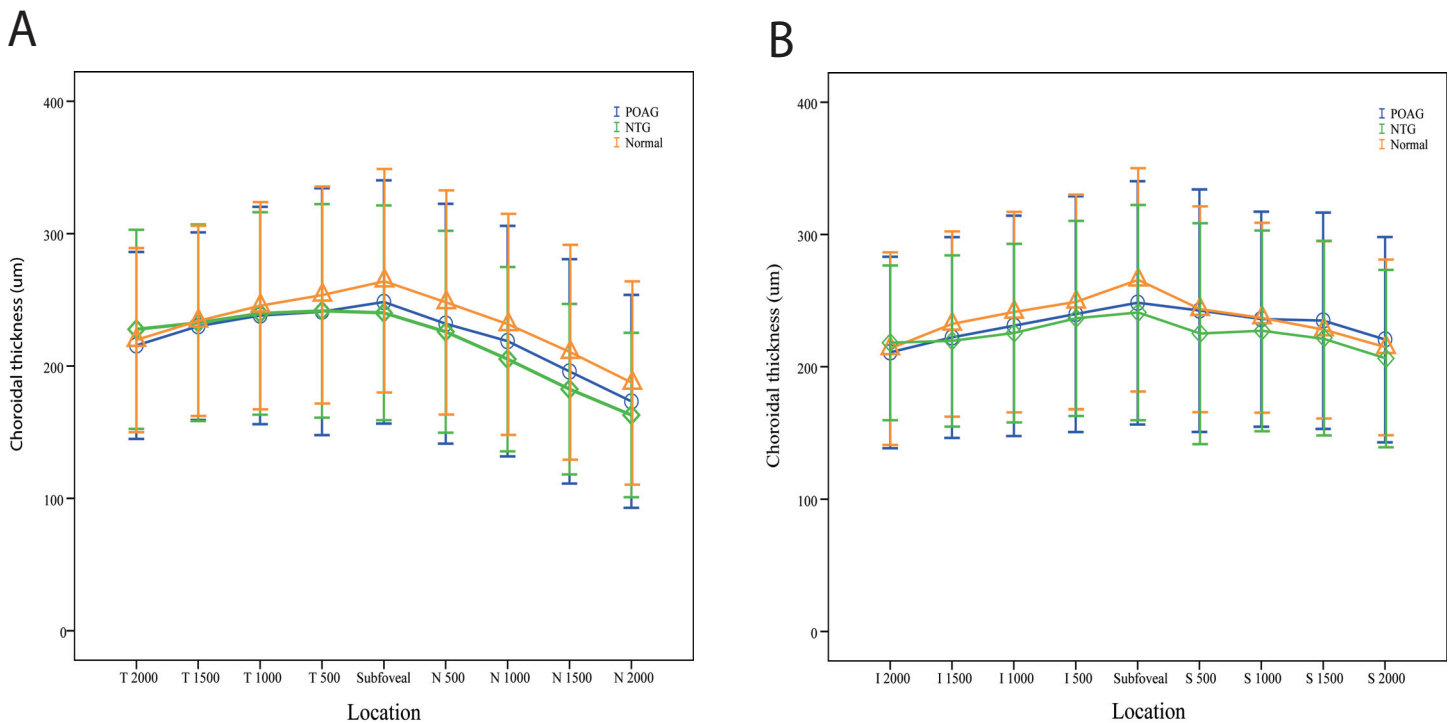 A
Choroidal thickness (um)
400
300
200
100
0
POAG
NTG
Normal
T 2000 T 1500 T 1000 T 500 Subfoveal N 500 N 1000 N 1500 N 2000
Location
B
Choroidal thickness (um)
400
300
200
100
0
POAG
NTG
Normal
I 2000 I 1500 I 1000 I 500 Subfoveal S 500 S 1000 S 1500 S 2000
Location